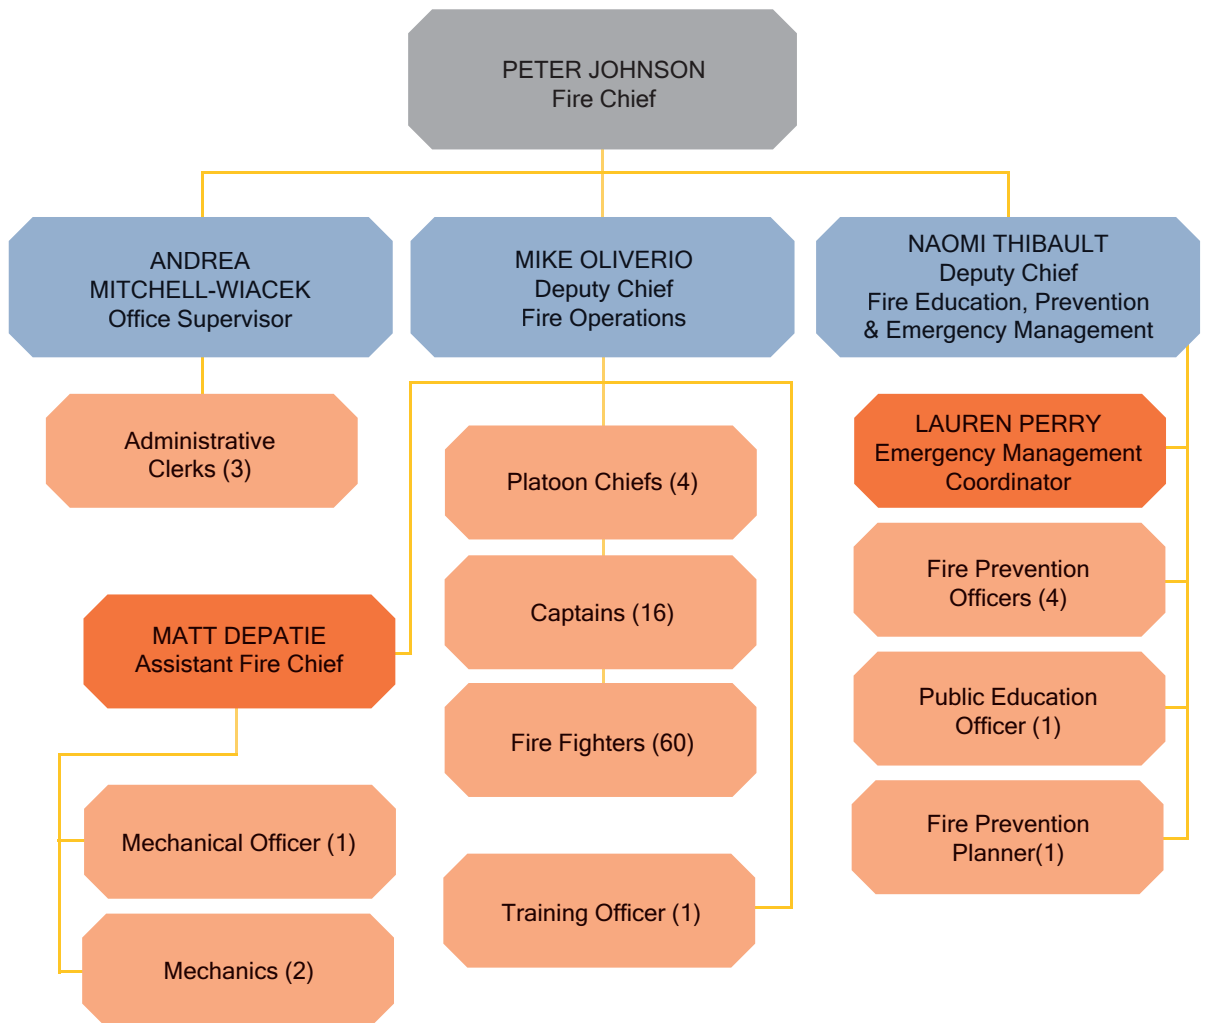 PETER JOHNSON
Fire Chief
ANDREA
MITCHELL-WIACEK
Office Supervisor
MIKE OLIVERIO
Deputy Chief
Fire Operations
NAOMI THIBAULT
Deputy Chief
Fire Education, Prevention
& Emergency Management
Administrative
Clerks (3)
Platoon Chiefs (4)
Captains (16)
Fire Fighters (60)
MATT DEPATIE
Assistant Fire Chief
Mechanical Officer (1)
Mechanics (2)
Training Officer (1)
LAUREN PERRY
Emergency Management
Coordinator
Fire Prevention
Officers (4)
Public Education
Officer (1)
Fire Prevention
Planner(1)